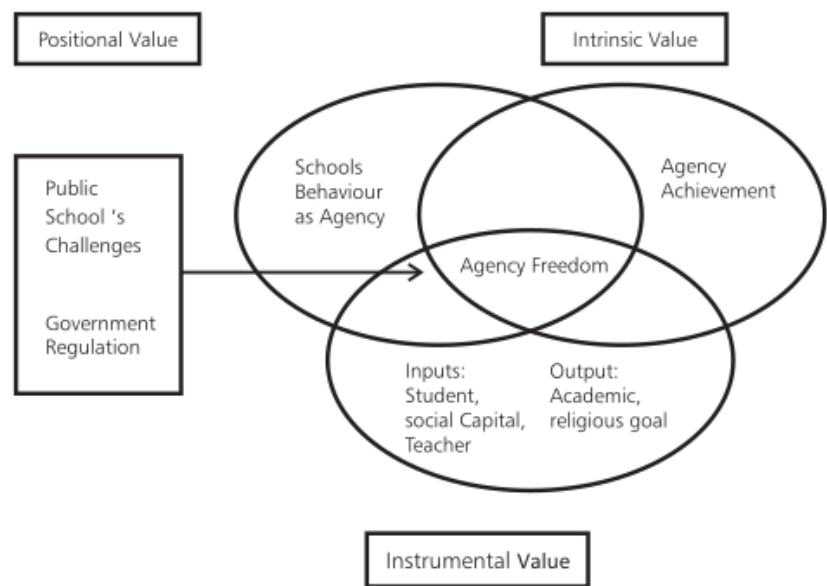 Positional Value
Intrinsic Value
Public
School 's
Challenges
Government
Regulation
Schools
Behaviour
as Agency
Agency
Achievement
Agency Freedom
Inputs:
Student,
social Capital,
Teacher
Output:
Academic,
religious goal
Instrumental Value